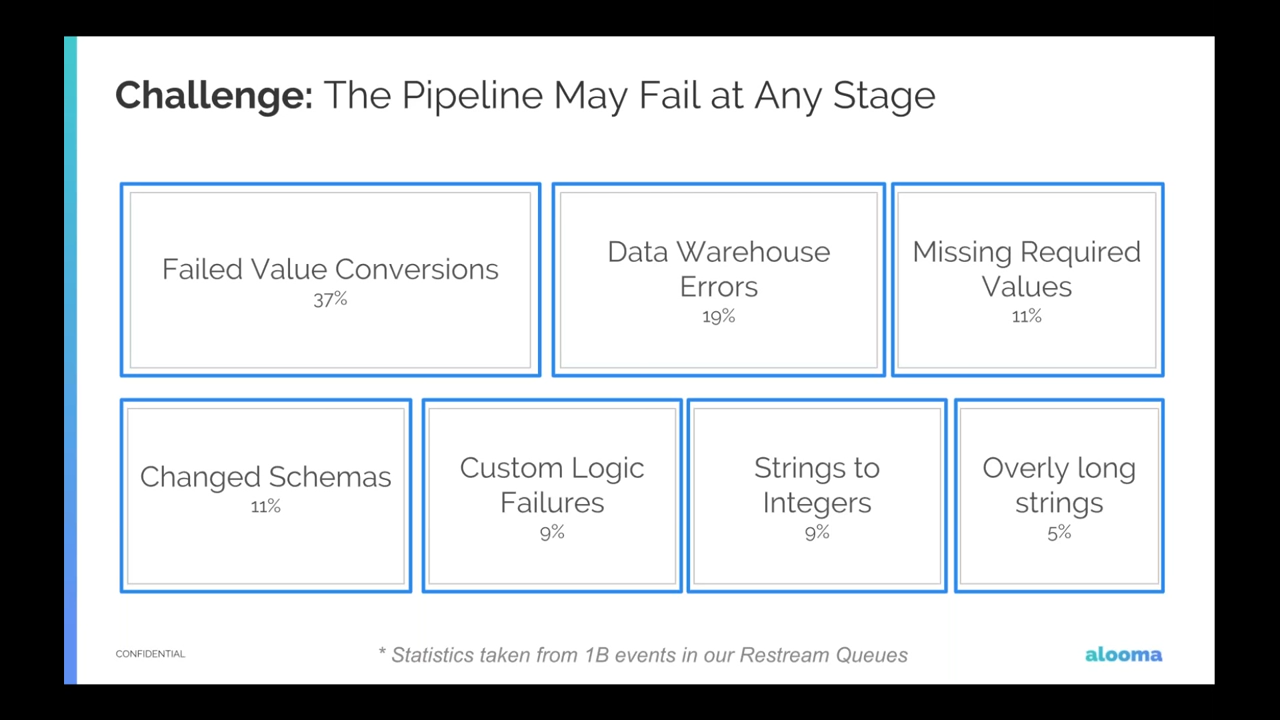 Challenge: The Pipeline May Fail at Any Stage
Failed Value Conversions
37%
Data Warehouse
Errors
19%
Missing Required
Values
11%
Changed Schemas
11%
Custom Logic
Failures
9%
Strings to
Integers
9%
Overly long
strings
5%
CONFIDENTIAL
* Statistics taken from 1B events in our Restream Queues
alooma